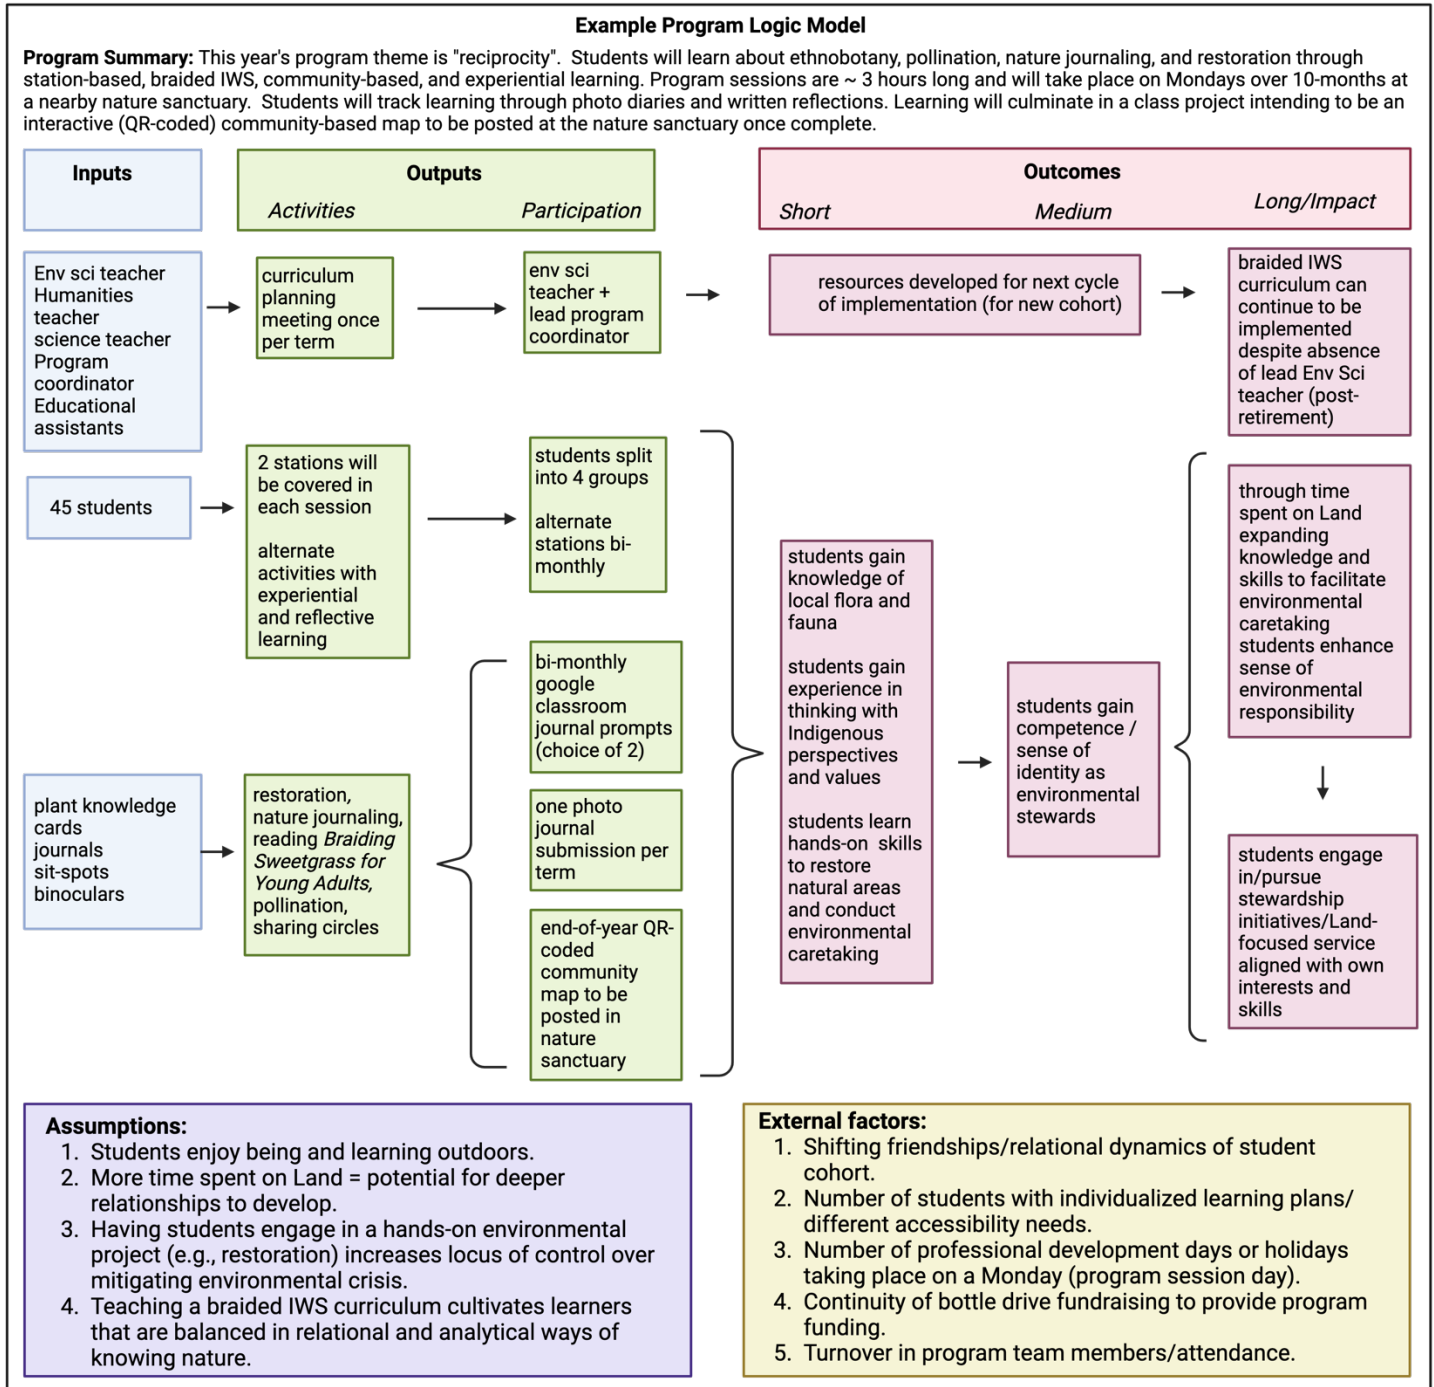 Example Program Logic Model
Program Summary: This year's program theme is "reciprocity".  Students will learn about ethnobotany, pollination, nature journaling, and restoration through
station-based, braided IWS, community-based, and experiential learning. Program sessions are ~ 3 hours long and will take place on Mondays over 10-months at
a nearby nature sanctuary.  Students will track learning through photo diaries and written reflections. Learning will culminate in a class project intending to be an
interactive (QR-coded) community-based map to be posted at the nature sanctuary once complete.
Inputs
Outputs
Activities
Participation
Outcomes
Short
Medium
Long/Impact
Env sci teacher
Humanities
teacher
science teacher
Program
coordinator
Educational
assistants
curriculum
planning
meeting once
per term
env sci
teacher +
lead program
coordinator
resources developed for next cycle
of implementation (for new cohort)
braided IWS
curriculum can
continue to be
implemented
despite absence
of lead Env Sci
teacher (post-
retirement)
45 students
2 stations will
be covered in
each session
alternate
activities with
experiential
and reflective
learning
students split
into 4 groups
alternate
stations bi-
monthly
plant knowledge
cards
journals
sit-spots
binoculars
restoration,
nature journaling,
reading Braiding
Sweetgrass for
Young Adults,
pollination,
sharing circles
bi-monthly
google
classroom
journal prompts
(choice of 2)
one photo
journal
submission per
term
end-of-year QR-
coded
community
map to be
posted in
nature
sanctuary
students gain
knowledge of
local flora and
fauna
students gain
experience in
thinking with
Indigenous
perspectives
and values
students learn
hands-on  skills
to restore
natural areas
and conduct
environmental
caretaking
students gain
competence /
sense of
identity as
environmental
stewards
through time
spent on Land
expanding
knowledge and
skills to facilitate
environmental
caretaking
students enhance
sense of
environmental
responsibility
students engage
in/pursue
stewardship
initiatives/Land-
focused service
aligned with own
interests and
skills
Assumptions:
1. Students enjoy being and learning outdoors.
2. More time spent on Land = potential for deeper
relationships to develop.
3. Having students engage in a hands-on environmental
project (e.g., restoration) increases locus of control over
mitigating environmental crisis.
4. Teaching a braided IWS curriculum cultivates learners
that are balanced in relational and analytical ways of
knowing nature.
External factors:
1. Shifting friendships/relational dynamics of student
cohort.
2. Number of students with individualized learning plans/
different accessibility needs.
3. Number of professional development days or holidays
taking place on a Monday (program session day).
4. Continuity of bottle drive fundraising to provide program
funding.
5. Turnover in program team members/attendance.